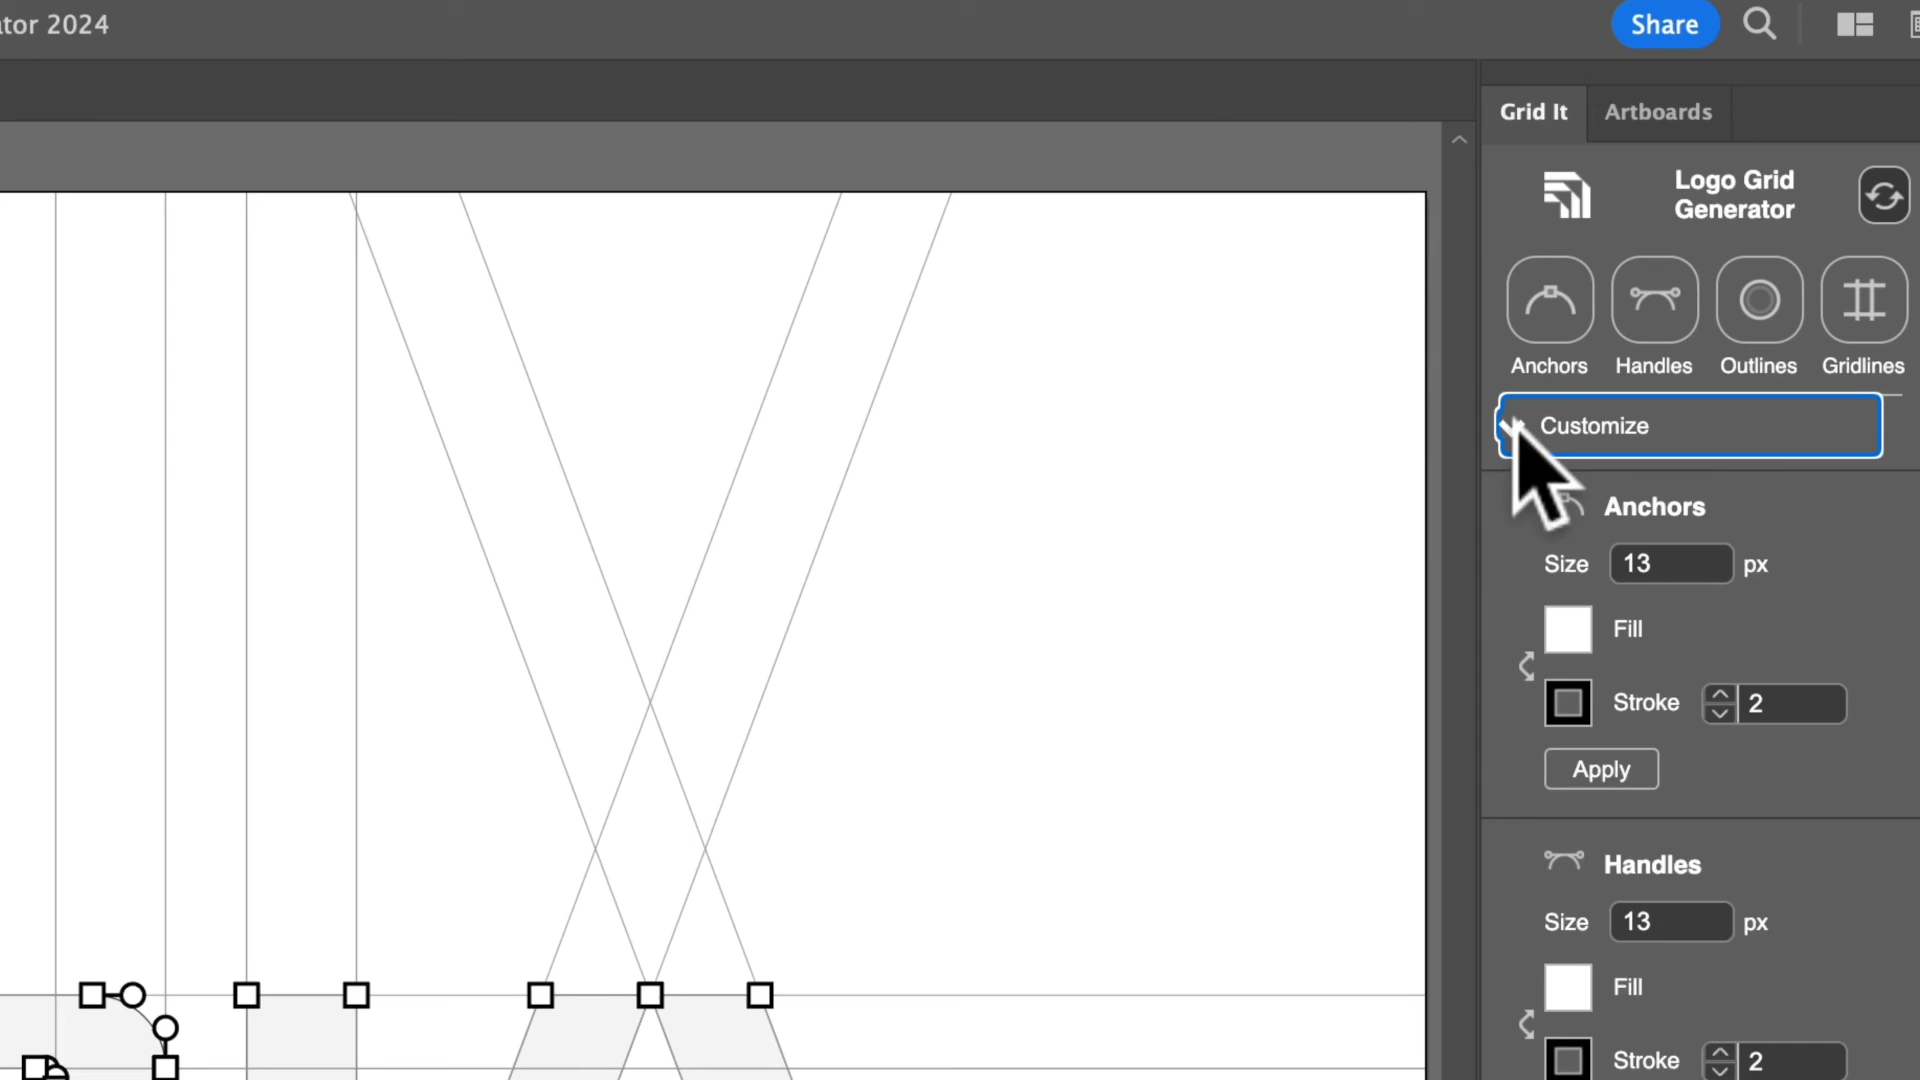 ator 2024
Share
Grid It
Artboards
Logo Grid
Generator
Anchors
Handles
Outlines
Gridlines
Customize
Anchors
Size
13
px
Fill
Stroke
2
Apply
Handles
Size
13
px
Fill
Stroke
2